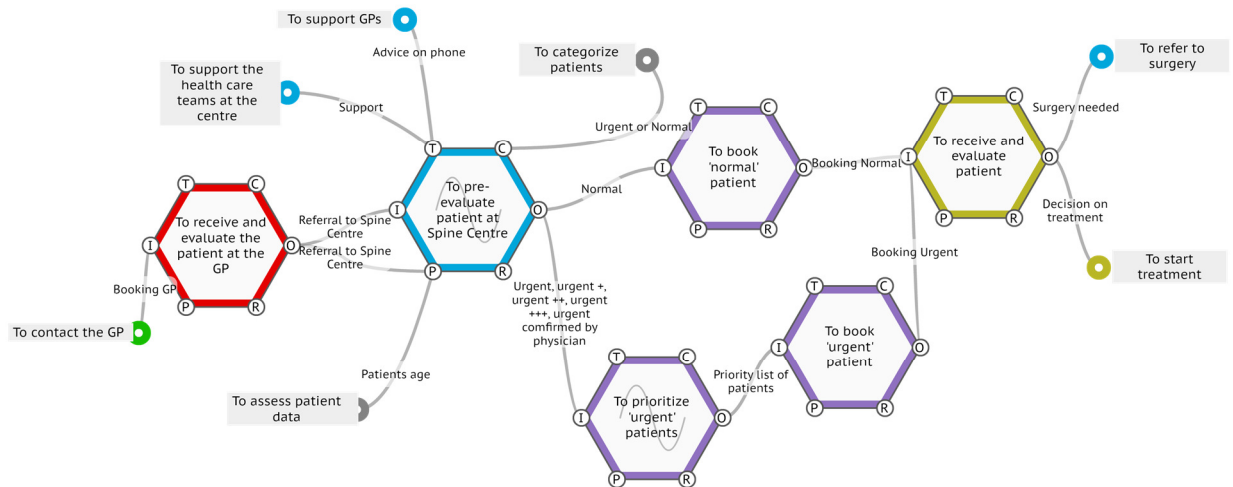 To support GPs
Advice on phone
To support the
health care
teams at the
centre
Support
To categorize
patients
Urgent or Normal
To refer to
surgery
Surgery needed
T
C
I
O
P
R
To receive and
evaluate the
patient at the
GP
Booking GP
To contact the GP
Referral to Spine
Centre
Referral to Spine
Centre
T
C
I
O
P
R
To pre-
evaluate
patient at
Spine Centre
Patients age
To assess patient
data
Normal
Urgent, urgent +,
urgent ++, urgent
+++, urgent
comfirmed by
physician
T
C
I
O
P
R
To book
'normal'
patient
Booking Normal
T
C
I
O
P
R
To prioritize
'urgent'
patients
Priority list of
patients
T
C
I
O
P
R
To book
'urgent'
patient
Booking Urgent
T
C
I
O
P
R
To receive and
evaluate
patient
Decision on
treatment
To start
treatment